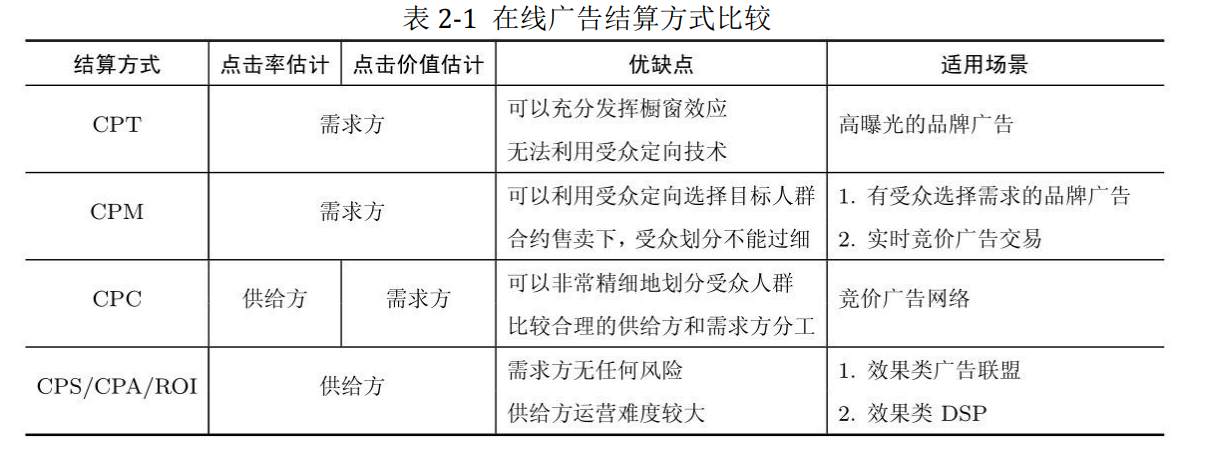 表 2-1 在线广告结算方式比较
结算方式 点击率估计 点击价值估计 优缺点 适用场景
CPT 需求方 可以充分发挥橱窗效应 高曝光的品牌广告
无法利用受众定向技术
CPM 需求方 可以利用受众定向选择目标人群 1. 有受众选择需求的品牌广告
合约售卖下，受众划分不能过细 2. 实时竞价广告交易
CPC 供给方 需求方 可以非常精细地划分受众人群 竞价广告网络
比较合理的供给方和需求方分工
CPS/CPA/ROI 供给方 需求方无任何风险 1. 效果类广告联盟
供给方运营难度较大 2. 效果类 DSP